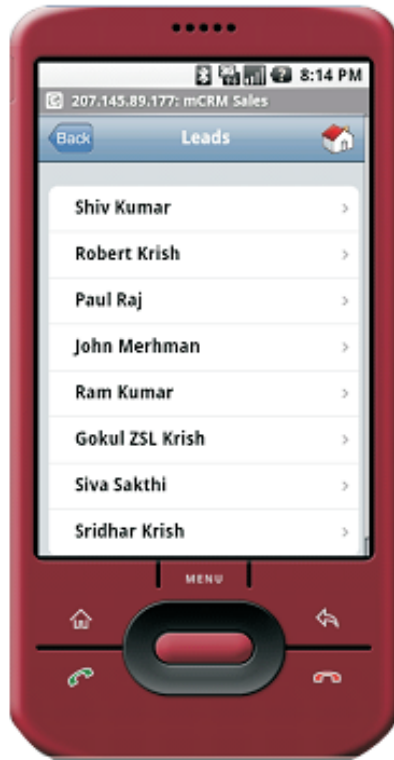 8:14 PM
207.145.89.177: mCRM Sales
Back
Leads
Shiv Kumar
Robert Krish
Paul Raj
John Merhman
Ram Kumar
Gokul ZSL Krish
Siva Sakthi
Sridhar Krish
MENU